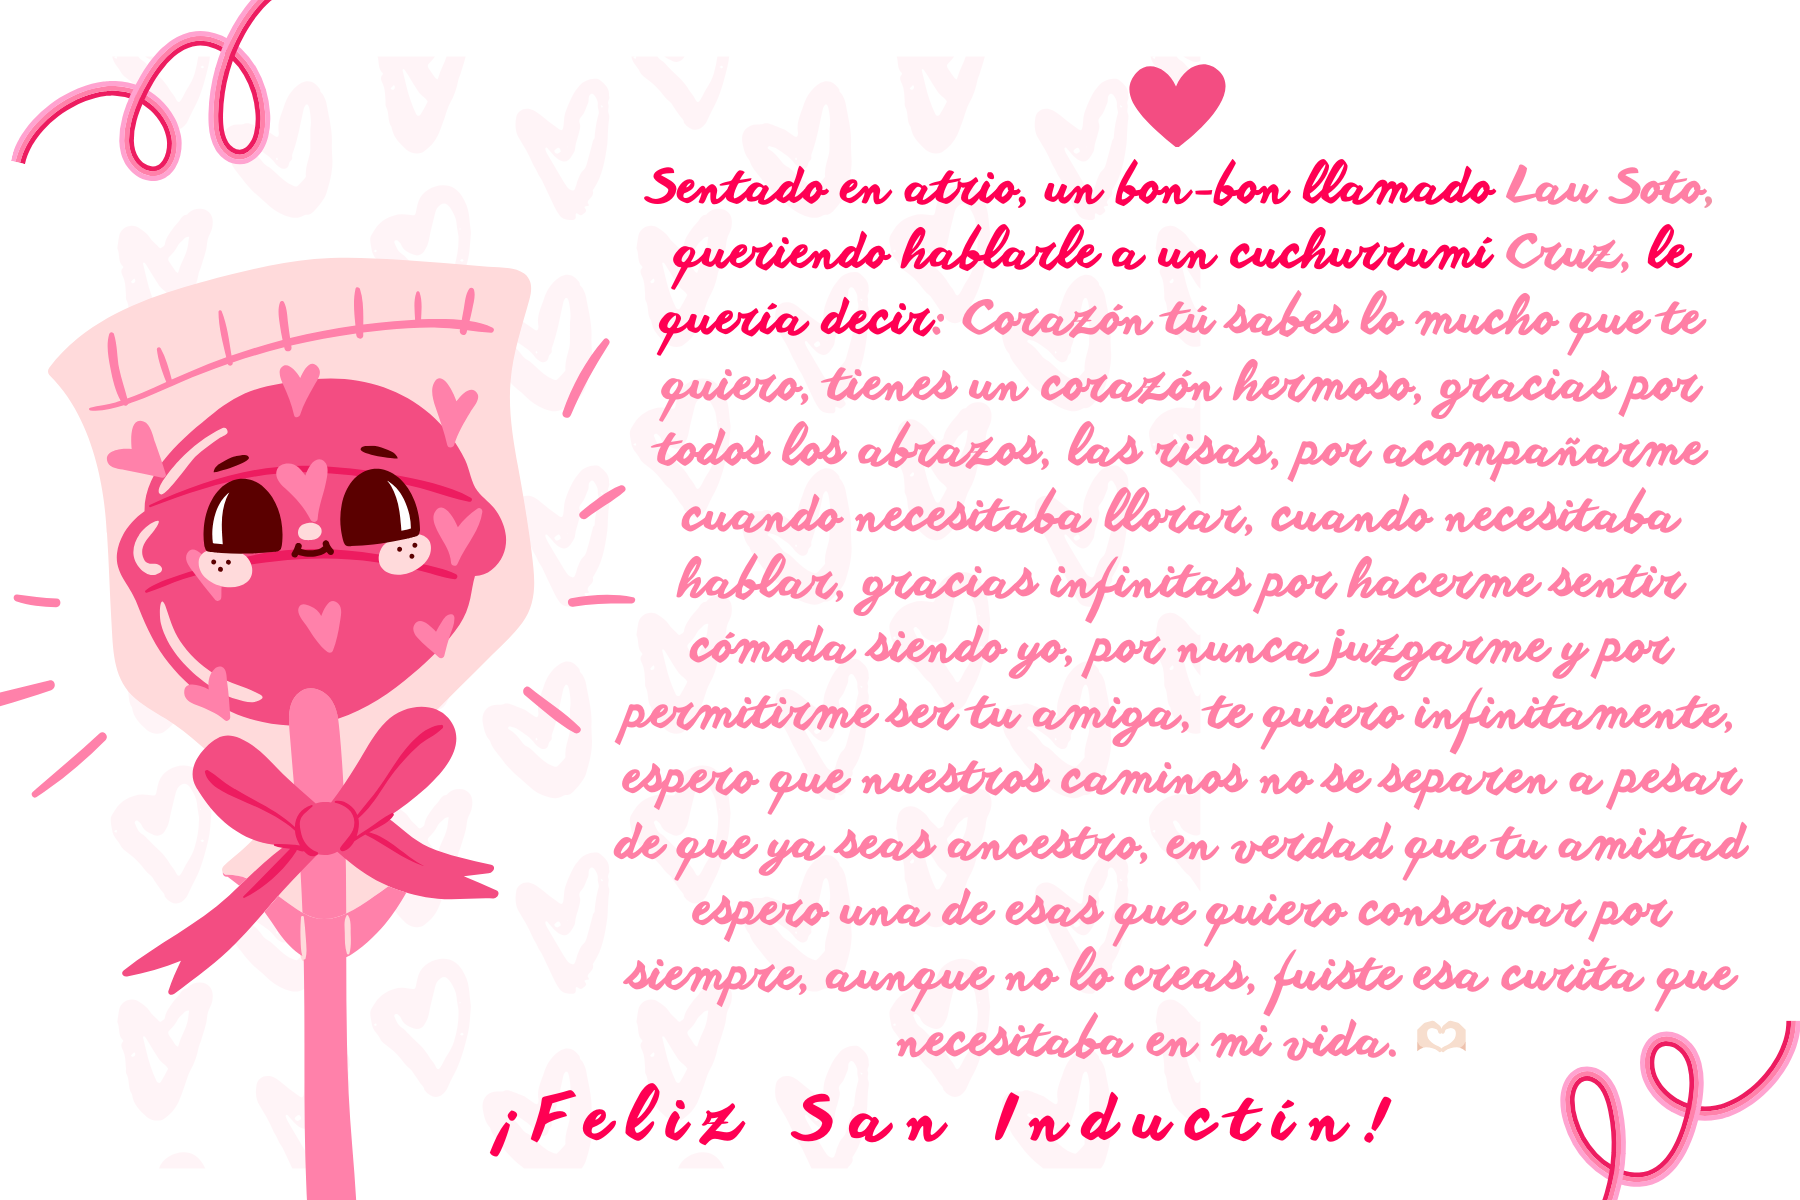 Sentado en atrio, un bon-bon llamado Lau Soto,
queriendo hablarle a un cuchurrumí Cruz, le
quería decir: Corazón tú sabes lo mucho que te
quiero, tienes un corazón hermoso, gracias por
todos los abrazos, las risas, por acompañarme
cuando necesitaba llorar, cuando necesitaba
hablar, gracias infinitas por hacerme sentir
cómoda siendo yo, por nunca juzgarme y por
permitirme ser tu amiga, te quiero infinitamente,
espero que nuestros caminos no se separen a pesar
de que ya seas ancestro, en verdad que tu amistad
espero una de esas que quiero conservar por
siempre, aunque no lo creas, fuiste esa curita que
necesitaba en mi vida. 🫶🏻
¡Feliz San Inductín!